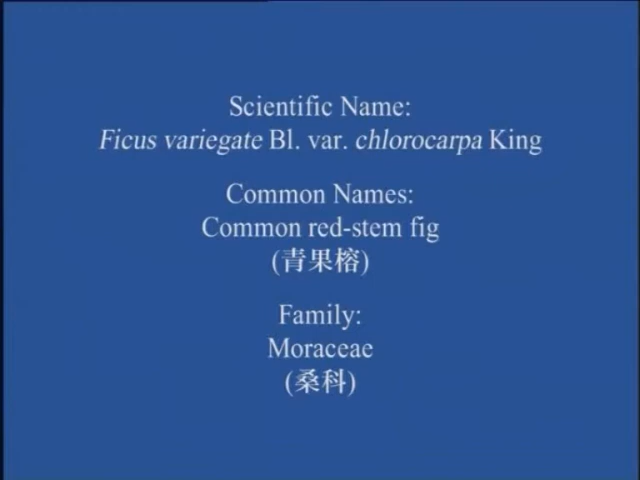 Scientific Name:
Ficus variegate Bl. var. chlorocarpa King
Common Names:
Common red-stem fig
(青果榕)
Family:
Moraceae
(桑科)